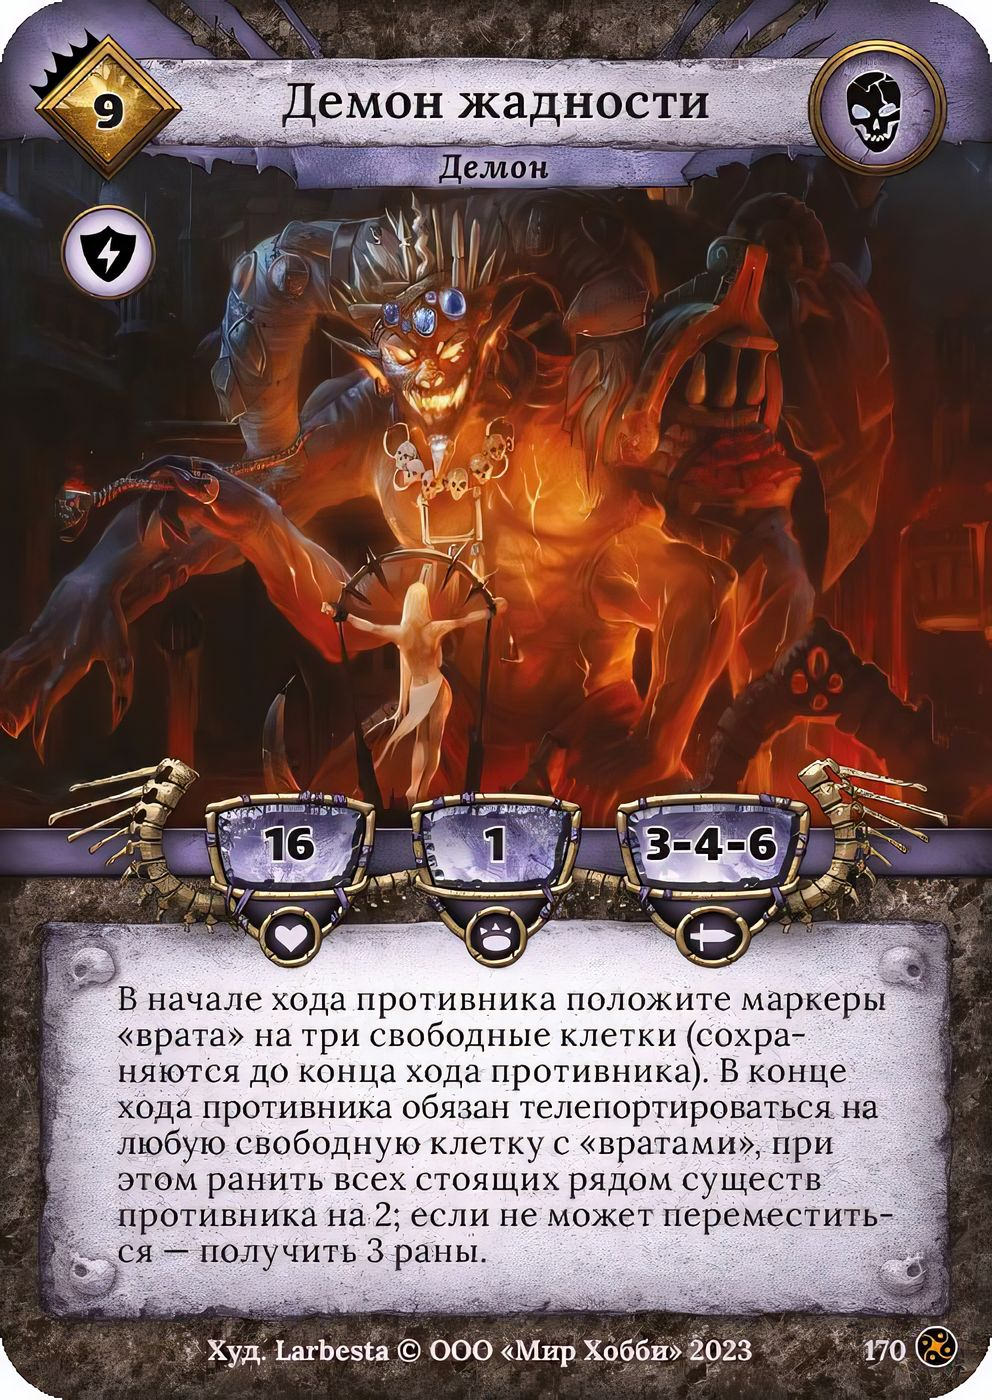 9
Демон жадности
Демон
16
1
3-4-6
В начале хода противника положите маркеры
«врата» на три свободные клетки (сохра-
няются до конца хода противника). В конце
хода противника обязан телепортироваться на
любую свободную клетку с «вратами», при
этом ранить всех стоящих рядом существ
противника на 2; если не может переместить-
ся — получить 3 раны.
Худ. Larbesta © ООО «Мир Хобби» 2023
170